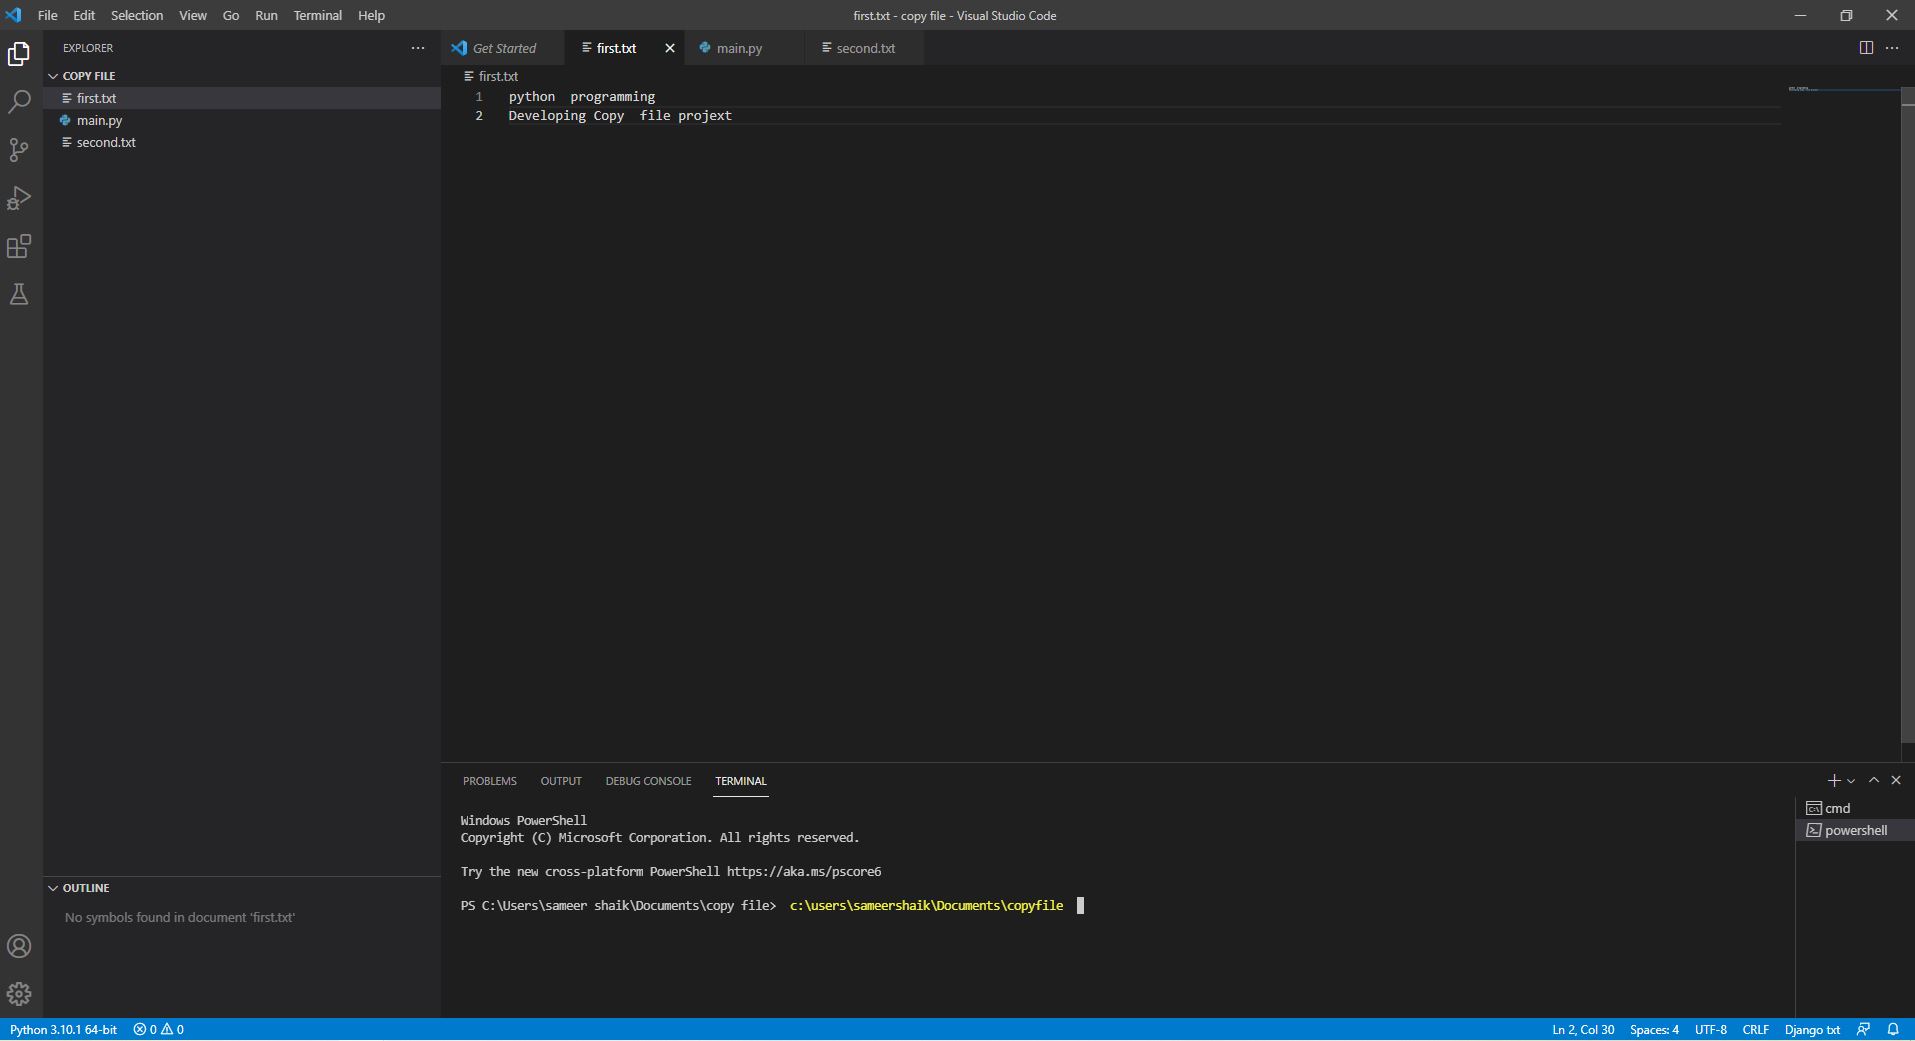 File Edit Selection View Go Run Terminal Help
first.txt - copy file - Visual Studio Code
EXPLORER
COPY FILE
first.txt
main.py
second.txt
Get Started first.txt main.py second.txt
first.txt
1 python  programming
2 Developing Copy  file projext
PROBLEMS OUTPUT DEBUG CONSOLE TERMINAL
Windows PowerShell
Copyright (C) Microsoft Corporation. All rights reserved.
Try the new cross-platform PowerShell https://aka.ms/pscore6
PS C:\Users\sameer shaik\Documents\copy file>  c:\users\sameershaik\Documents\copyfile
cmd
powershell
OUTLINE
No symbols found in document 'first.txt'
Python 3.10.1 64-bit 0 0 Ln 2, Col 30 Spaces: 4 UTF-8 CRLF Django txt